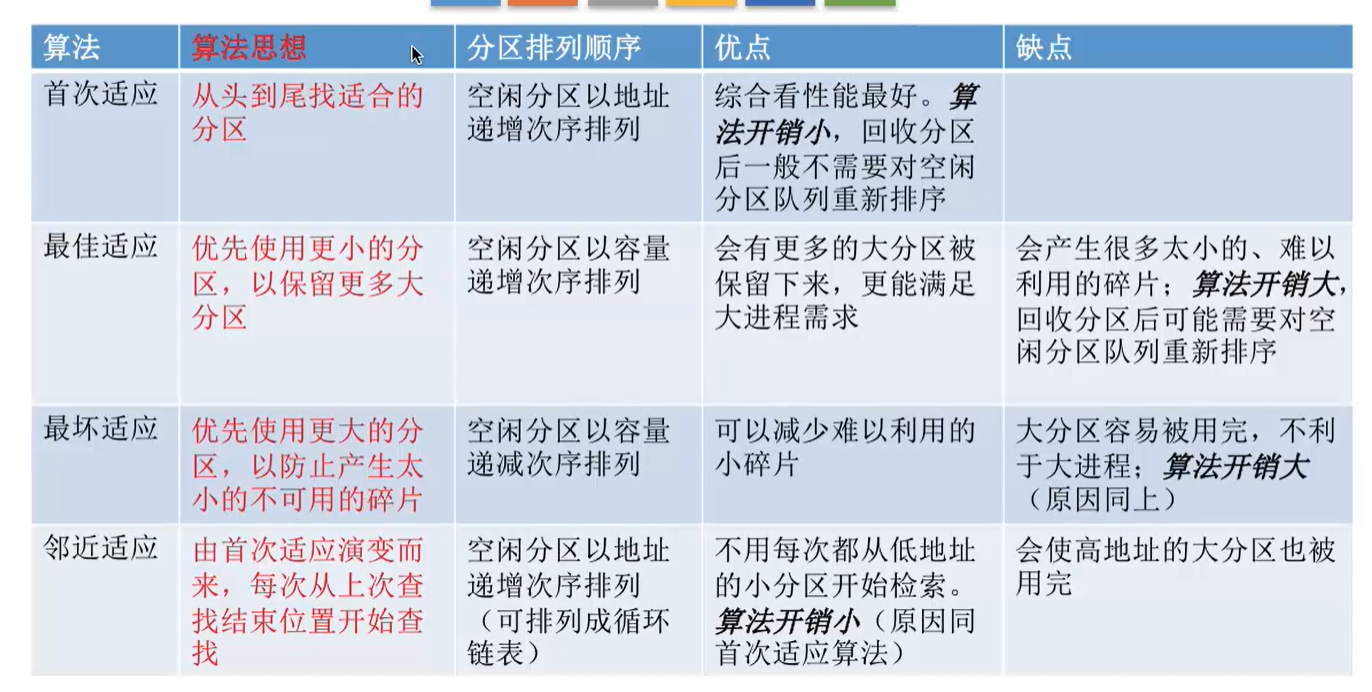 算法
算法思想
分区排列顺序
优点
缺点
首次适应
从头到尾找适合的
分区
空闲分区以地址
递增次序排列
综合看性能最好。算
法开销小，回收分区
后一般不需要对空闲
分区队列重新排序
最佳适应
优先使用更小的分
区，以保留更多大
分区
空闲分区以容量
递增次序排列
会有更多的大分区被
保留下来，更能满足
大进程需求
会产生很多太小的、难以
利用的碎片；算法开销大，
回收分区后可能需要对空
闲分区队列重新排序
最坏适应
优先使用更大的分
区，以防止产生太
小的不可用的碎片
空闲分区以容量
递减次序排列
可以减少难以利用的
小碎片
大分区容易被用完，不利
于大进程；算法开销大
（原因同上）
邻近适应
由首次适应演变而
来，每次从上次查
找结束位置开始查
找
空闲分区以地址
递增次序排列
（可排列成循环
链表）
不用每次都从低地址
的小分区开始检索。
算法开销小（原因同
首次适应算法）
会使高地址的大分区也被
用完